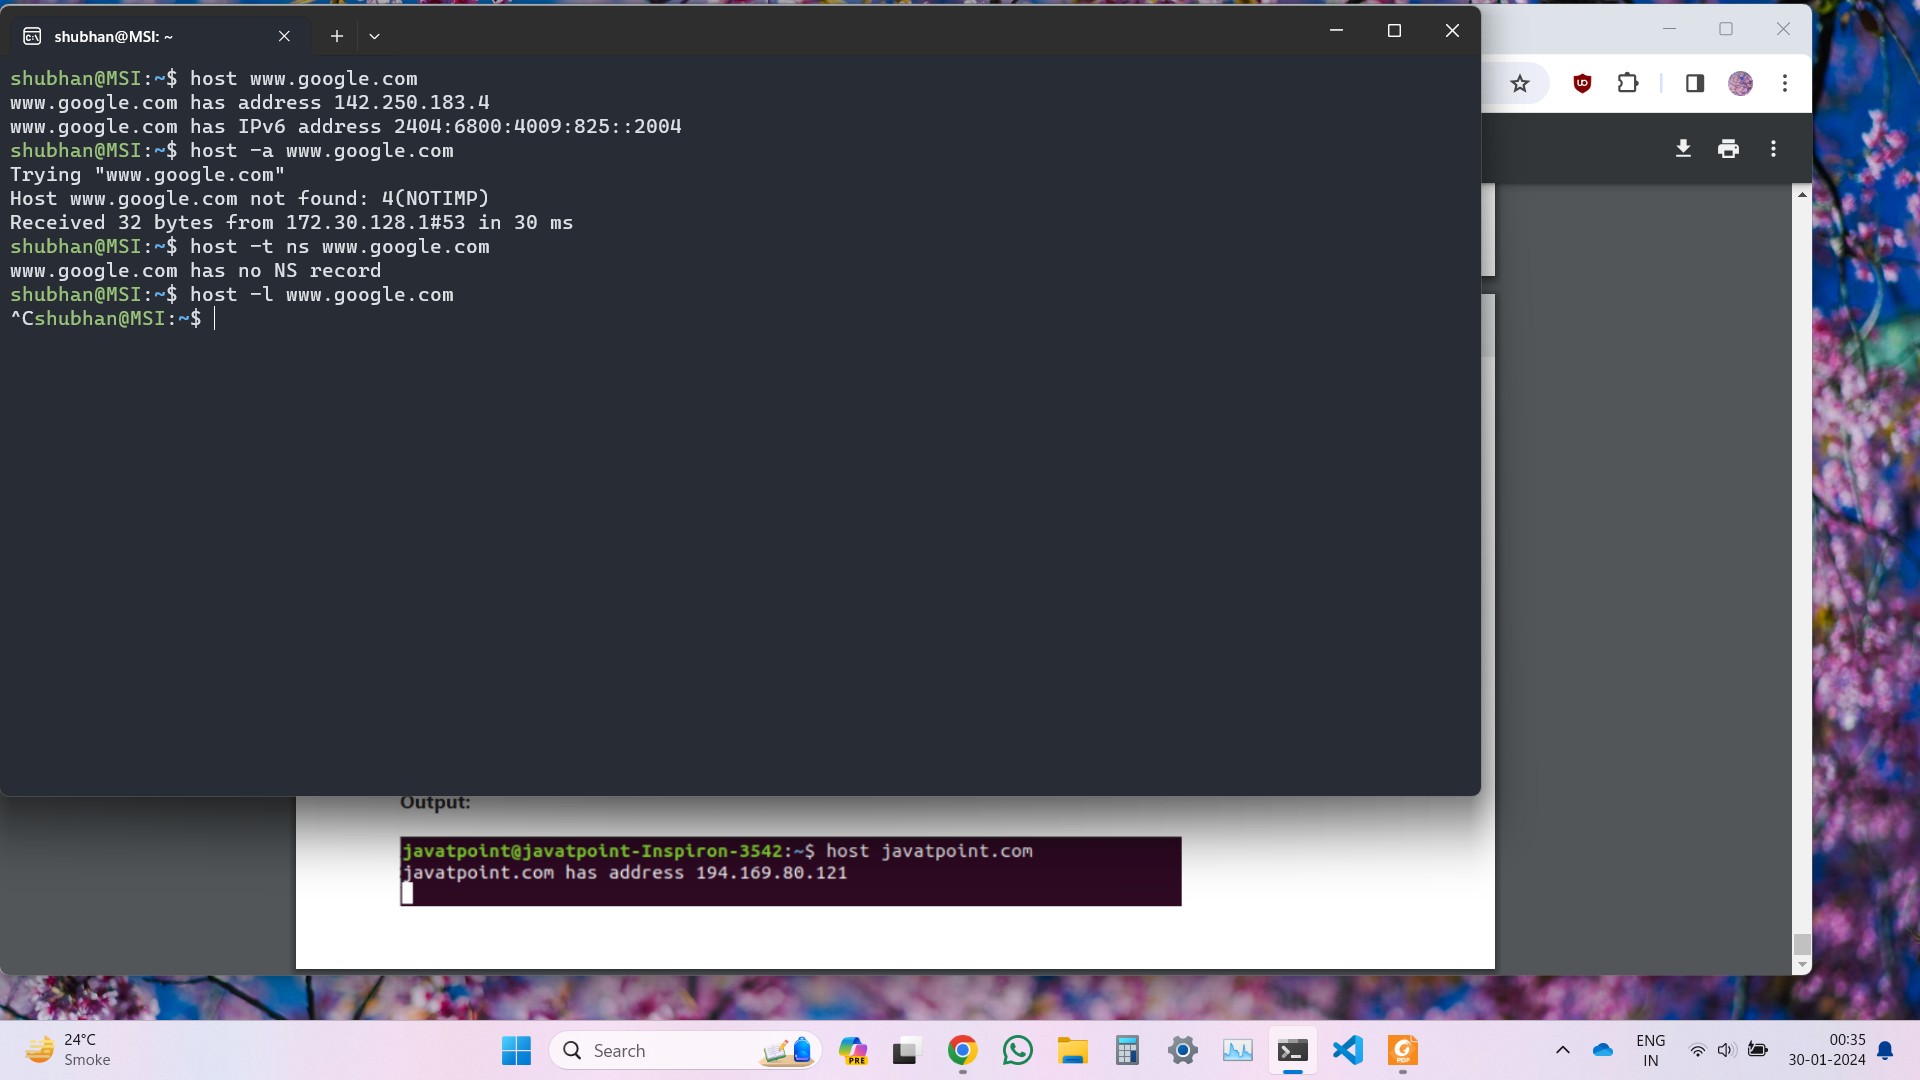 shubhan@MSI: ~
shubhan@MSI:~$ host www.google.com
www.google.com has address 142.250.183.4
www.google.com has IPv6 address 2404:6800:4009:825::2004
shubhan@MSI:~$ host -a www.google.com
Trying "www.google.com"
Host www.google.com not found: 4(NOTIMP)
Received 32 bytes from 172.30.128.1#53 in 30 ms
shubhan@MSI:~$ host -t ns www.google.com
www.google.com has no NS record
shubhan@MSI:~$ host -l www.google.com
^Cshubhan@MSI:~$
Output:
javatpoint@javatpoint-Inspiron-3542:~$ host javatpoint.com
javatpoint.com has address 194.169.80.121
24°C
Smoke
Search
PRE
PDF
ENG
IN
00:35
30-01-2024